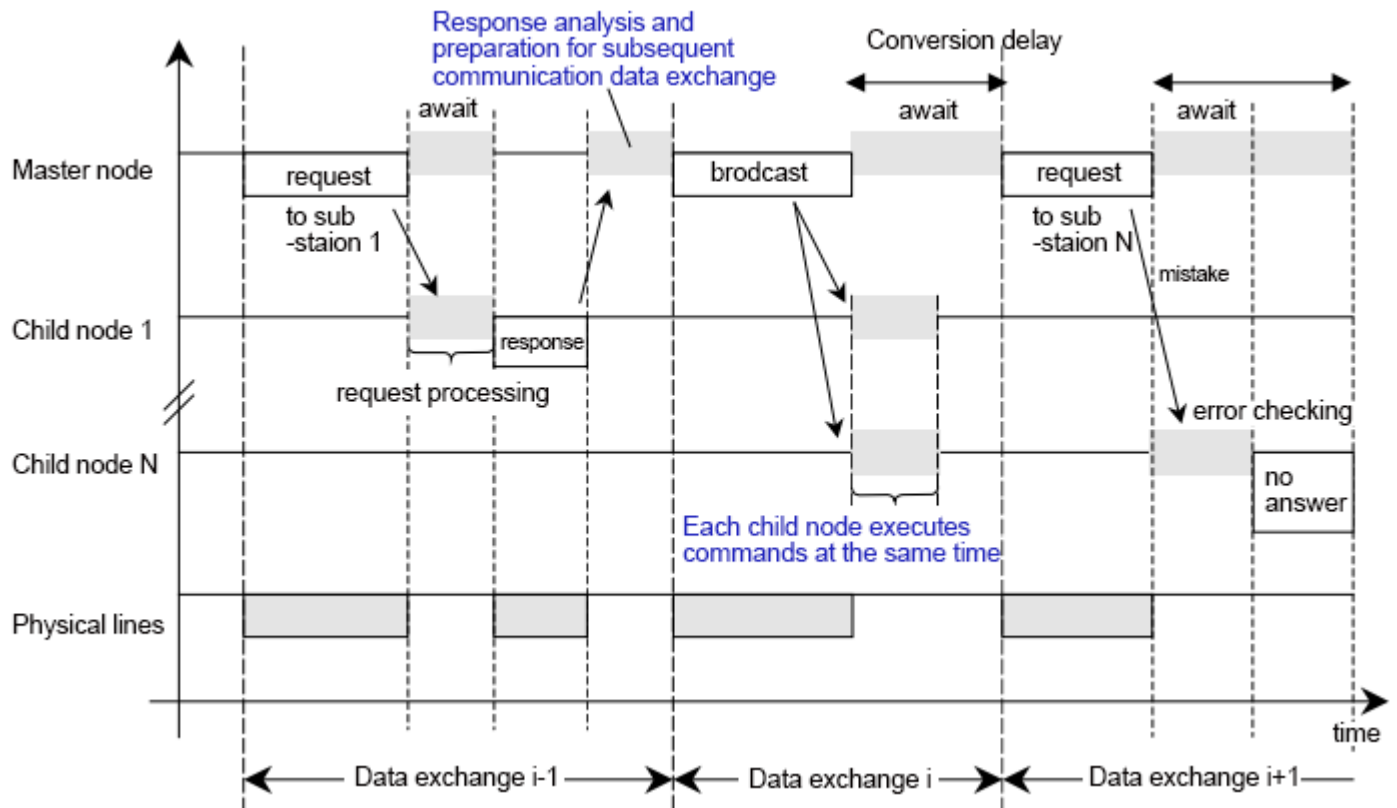 Response analysis and
preparation for subsequent
communication data exchange
Conversion delay
await
await
await
Master node
request
brodcast
request
to sub
-staion 1
to sub
-staion N
mistake
Child node 1
response
request processing
error checking
Child node N
no
answer
Each child node executes
commands at the same time
Physical lines
time
Data exchange i-1
Data exchange i
Data exchange i+1